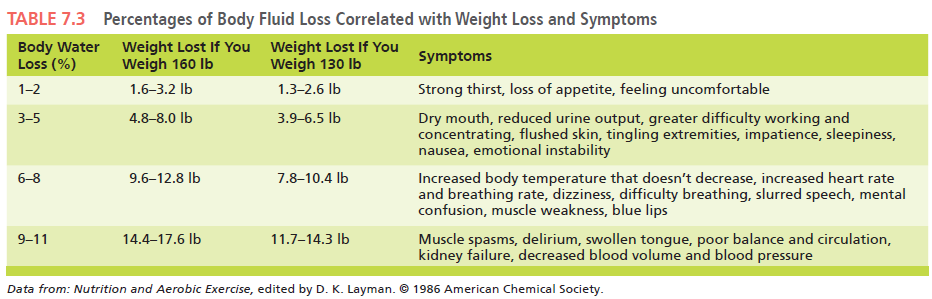 TABLE 7.3 Percentages of Body Fluid Loss Correlated with Weight Loss and Symptoms
Body Water Loss (%) Weight Lost If You Weigh 160 lb Weight Lost If You Weigh 130 lb Symptoms
1–2 1.6–3.2 lb 1.3–2.6 lb Strong thirst, loss of appetite, feeling uncomfortable
3–5 4.8–8.0 lb 3.9–6.5 lb Dry mouth, reduced urine output, greater difficulty working and
concentrating, flushed skin, tingling extremities, impatience, sleepiness,
nausea, emotional instability
6–8 9.6–12.8 lb 7.8–10.4 lb Increased body temperature that doesn’t decrease, increased heart rate
and breathing rate, dizziness, difficulty breathing, slurred speech, mental
confusion, muscle weakness, blue lips
9–11 14.4–17.6 lb 11.7–14.3 lb Muscle spasms, delirium, swollen tongue, poor balance and circulation,
kidney failure, decreased blood volume and blood pressure
Data from: Nutrition and Aerobic Exercise, edited by D. K. Layman. © 1986 American Chemical Society.